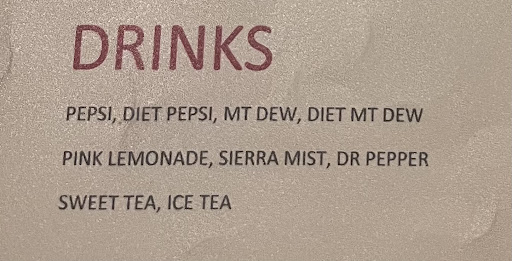 DRINKS
PEPSI, DIET PEPSI, MT DEW, DIET MT DEW
PINK LEMONADE, SIERRA MIST, DR PEPPER
SWEET TEA, ICE TEA